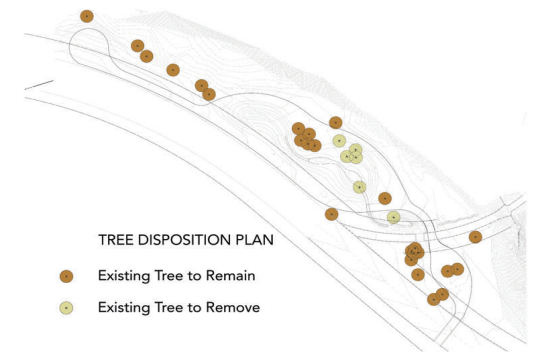 TREE DISPOSITION PLAN
Existing Tree to Remain
Existing Tree to Remove